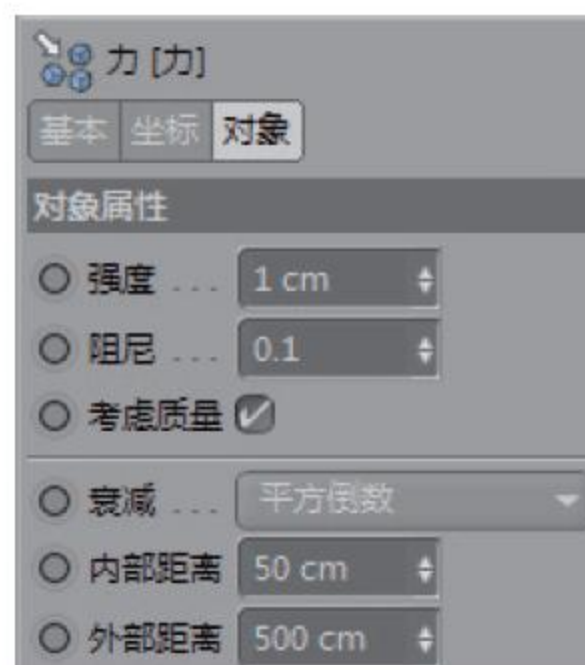 力 [力]
基本 坐标 对象
对象属性
强度 . . . 1 cm
阻尼 . . . 0.1
考虑质量
衰减 . . . 平方倒数
内部距离 50 cm
外部距离 500 cm